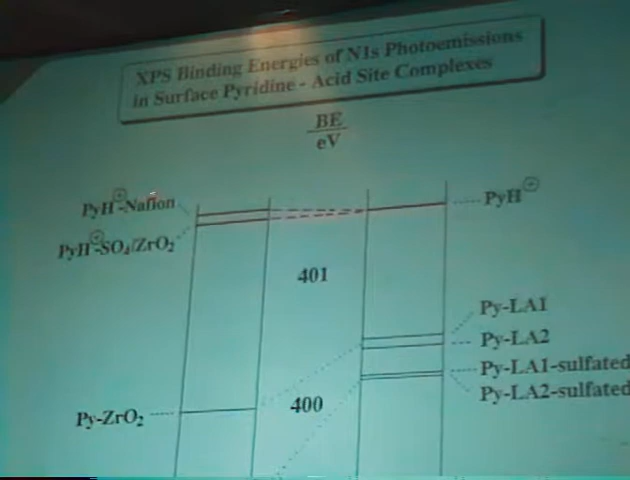 XPS Binding Energies of N1s Photoemissions
in Surface Pyridine - Acid Site Complexes
BE
eV
PyH⊕-Nafion
PyH⊕
PyH⊕-SO₄/ZrO₂
401
Py-LA1
Py-LA2
Py-LA1-sulfated
Py-LA2-sulfated
400
Py-ZrO₂